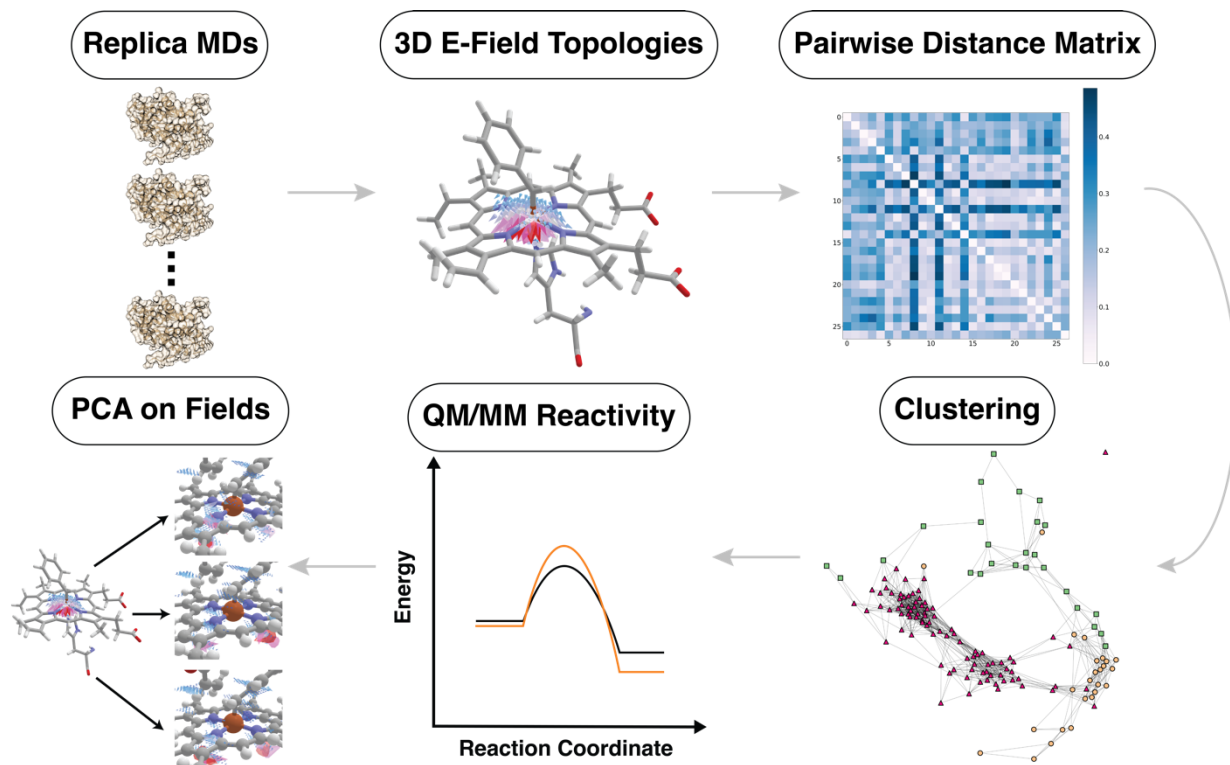 Replica MDs
3D E-Field Topologies
Pairwise Distance Matrix
0
5
10
15
20
25
0
5
10
15
20
25
0.4
0.3
0.2
0.1
0.0
PCA on Fields
QM/MM Reactivity
Clustering
Energy
Reaction Coordinate